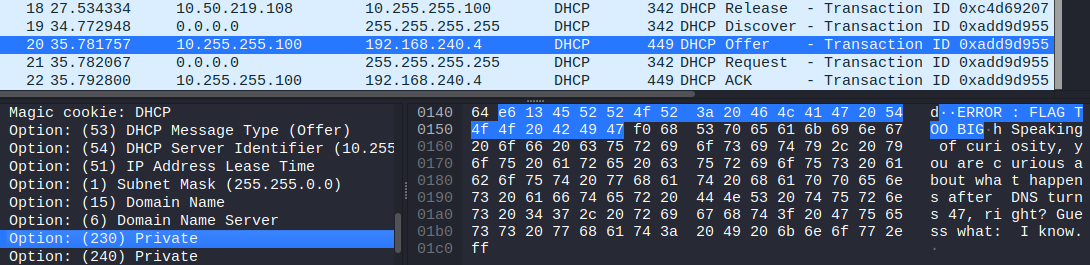 18 27.534334 10.50.219.108 10.255.255.100 DHCP 342 DHCP Release - Transaction ID 0xc4d69207
19 34.772948 0.0.0.0 255.255.255.255 DHCP 342 DHCP Discover - Transaction ID 0xadd9d955
20 35.781757 10.255.255.100 192.168.240.4 DHCP 449 DHCP Offer - Transaction ID 0xadd9d955
21 35.782067 0.0.0.0 255.255.255.255 DHCP 342 DHCP Request - Transaction ID 0xadd9d955
22 35.792800 10.255.255.100 192.168.240.4 DHCP 449 DHCP ACK - Transaction ID 0xadd9d955
Magic cookie: DHCP
Option: (53) DHCP Message Type (Offer)
Option: (54) DHCP Server Identifier (10.255
Option: (51) IP Address Lease Time
Option: (1) Subnet Mask (255.255.0.0)
Option: (15) Domain Name
Option: (6) Domain Name Server
Option: (230) Private
Option: (240) Private
0140 64 e6 13 45 52 52 4f 52 3a 20 46 4c 41 47 20 54 d··ERROR : FLAG T
0150 4f 4f 20 42 49 47 f0 68 53 70 65 61 6b 69 6e 67 OO BIG·h Speaking
0160 20 6f 66 20 63 75 72 69 6f 73 69 74 79 2c 20 79 of curi osity, y
0170 6f 75 20 61 72 65 20 63 75 72 69 6f 75 73 20 61 ou are c urious a
0180 62 6f 75 74 20 77 68 61 74 20 68 61 70 70 65 6e bout wha t happen
0190 73 20 61 66 74 65 72 20 44 4e 53 20 74 75 72 6e s after DNS turn
01a0 73 20 34 37 2c 20 72 69 67 68 74 3f 20 47 75 65 s 47, ri ght? Gue
01b0 73 73 20 77 68 61 74 3a 20 49 20 6b 6e 6f 77 2e ss what: I know.
01c0 ff ·